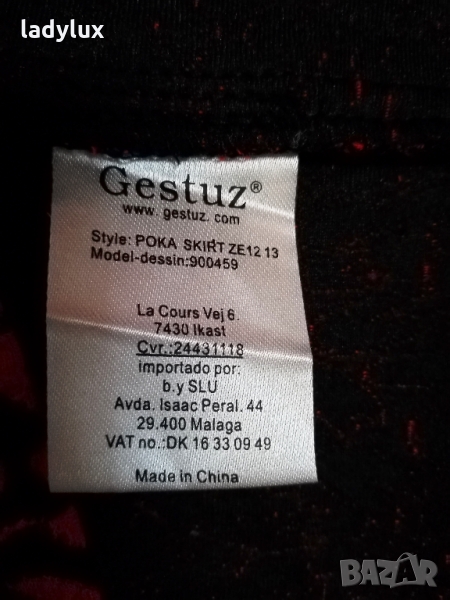 ladylux
Gestuz®
www. gestuz. com
Style: POKA SKIRT ZE12 13
Model-dessin:900459
La Cours Vej 6.
7430 Ikast
Cvr.:24431118
importado por:
b.y SLU
Avda. Isaac Peral. 44
29.400 Malaga
VAT no.:DK 16 33 09 49
Made in China
BAZAR